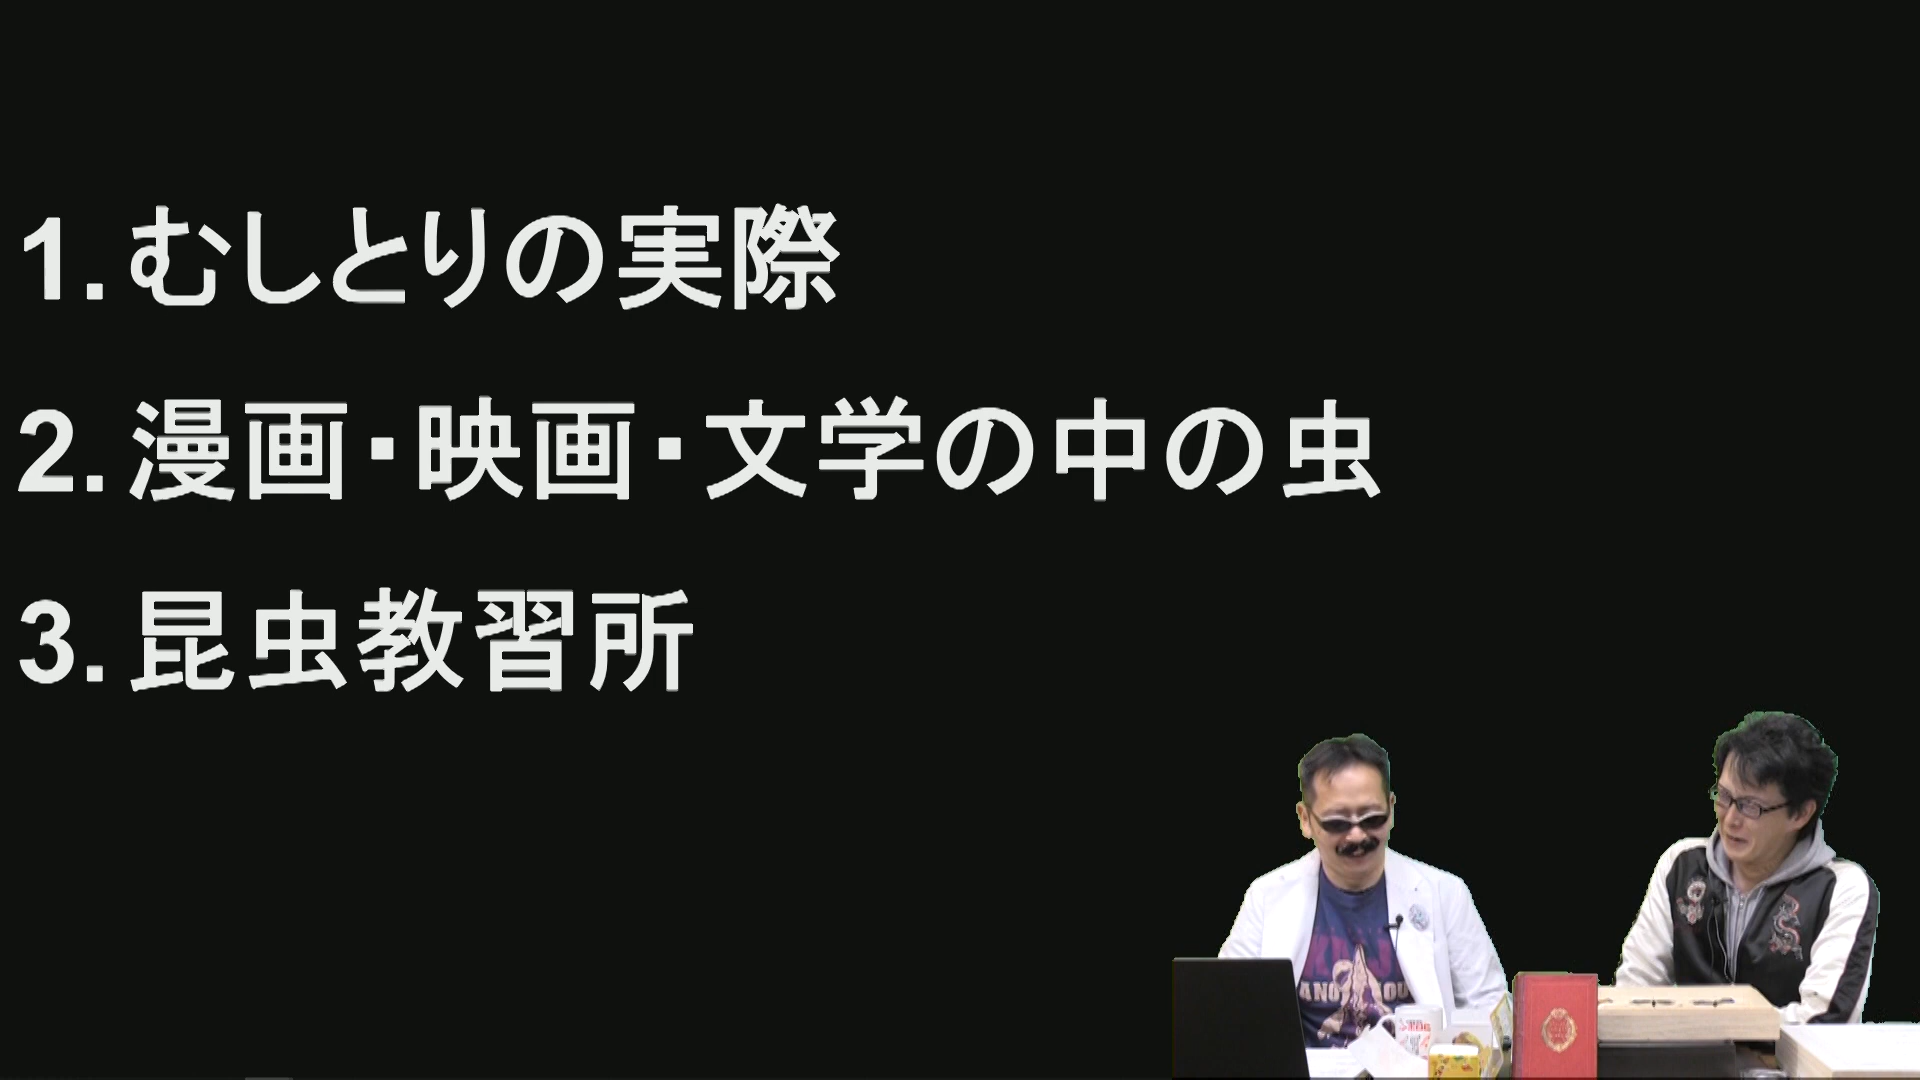 1. むしとりの実際
2. 漫画・映画・文学の中の虫
3. 昆虫教習所